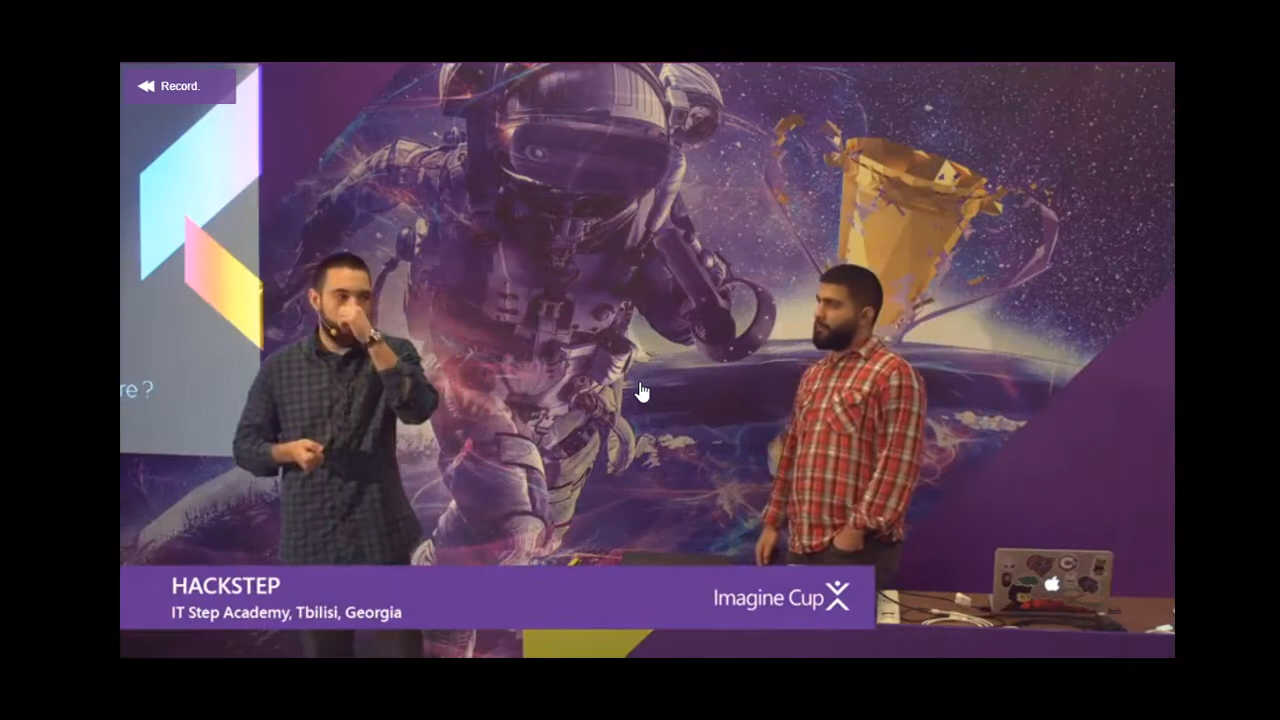 Record.
re ?
HACKSTEP
IT Step Academy, Tbilisi, Georgia
Imagine Cup